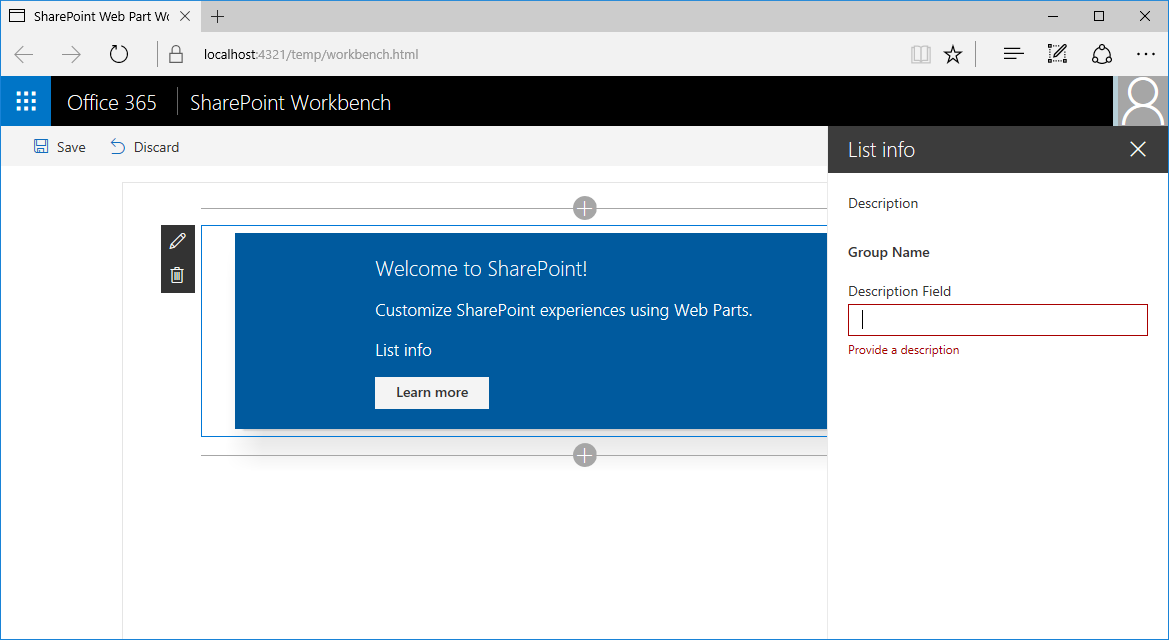 SharePoint Web Part Wo
localhost:4321/temp/workbench.html
Office 365
SharePoint Workbench
Save
Discard
List info
Description
Group Name
Description Field
Provide a description
Welcome to SharePoint!
Customize SharePoint experiences using Web Parts.
List info
Learn more